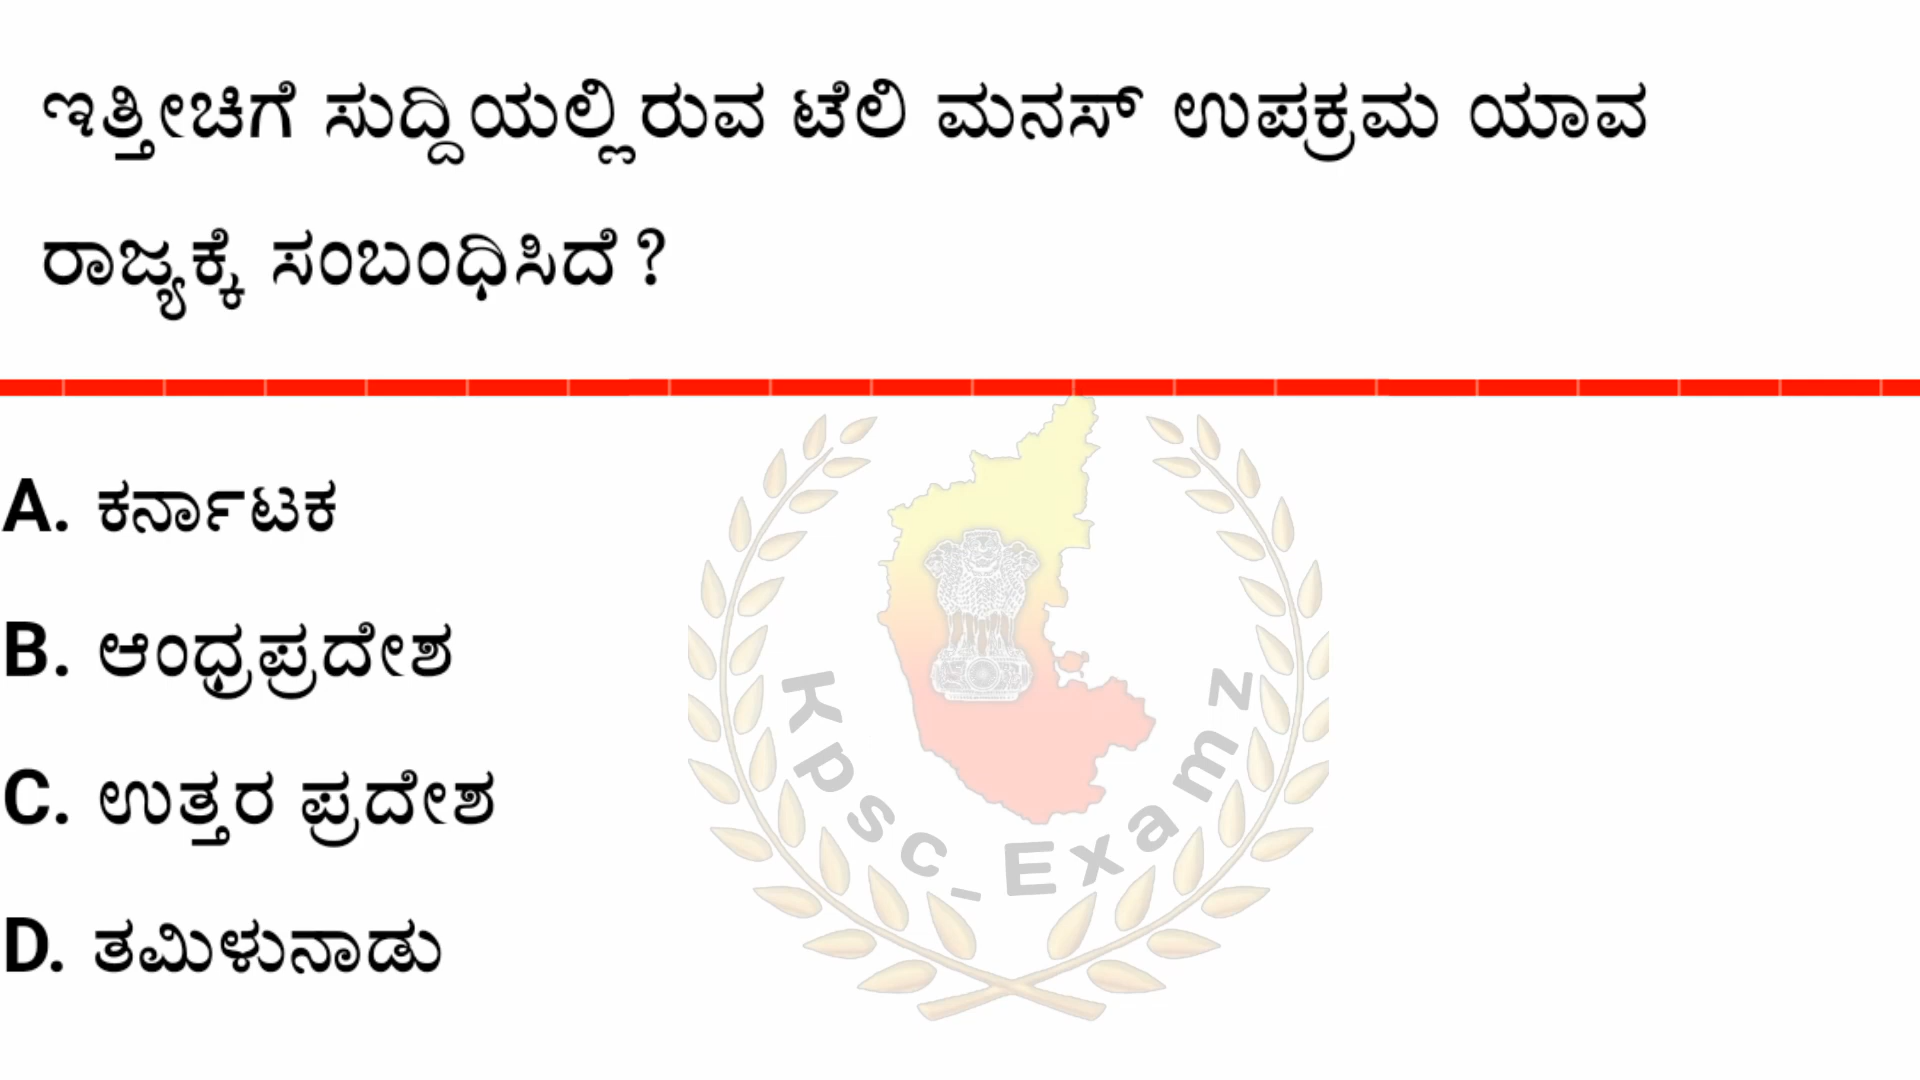 ಇತ್ತೀಚಿಗೆ ಸುದ್ದಿಯಲ್ಲಿರುವ ಟೆಲಿ ಮನಸ್ ಉಪಕ್ರಮ ಯಾವ
ರಾಜ್ಯಕ್ಕೆ ಸಂಬಂಧಿಸಿದೆ?
A. ಕರ್ನಾಟಕ
B. ಆಂಧ್ರಪ್ರದೇಶ
C. ಉತ್ತರ ಪ್ರದೇಶ
D. ತಮಿಳುನಾಡು
Kpsc_Examz